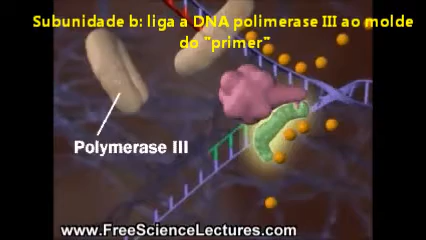 Subunidade b: liga a DNA polimerase III ao molde
do "primer"
Polymerase III
www.FreeScienceLectures.com